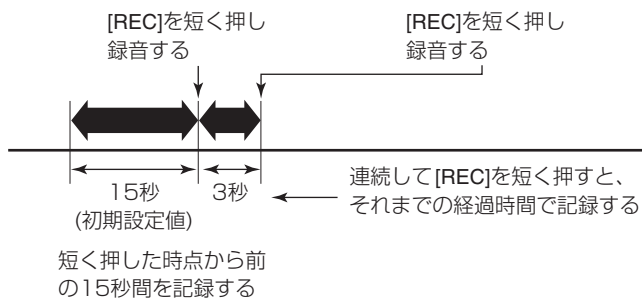 [REC]を短く押し
録音する
[REC]を短く押し
録音する
15秒
(初期設定値)
3秒
連続して[REC]を短く押すと、
それまでの経過時間で記録する
短く押した時点から前
の15秒間を記録する